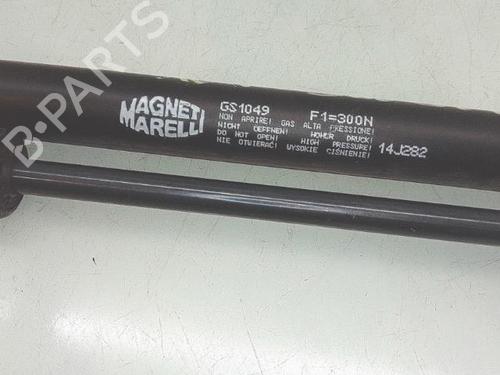 B-PARTS
MAGNETI
MARELLI
GS1049 F1=300N
NON APRIRE! GAS ALTA PRESSIONE!
NICHT OEFFNEN! HOHER DRUCK!
DO NOT OPEN! HIGH PRESSURE!
NIE OTWIERAĆ! WYSOKIE CIŚNIENIE!
14J282